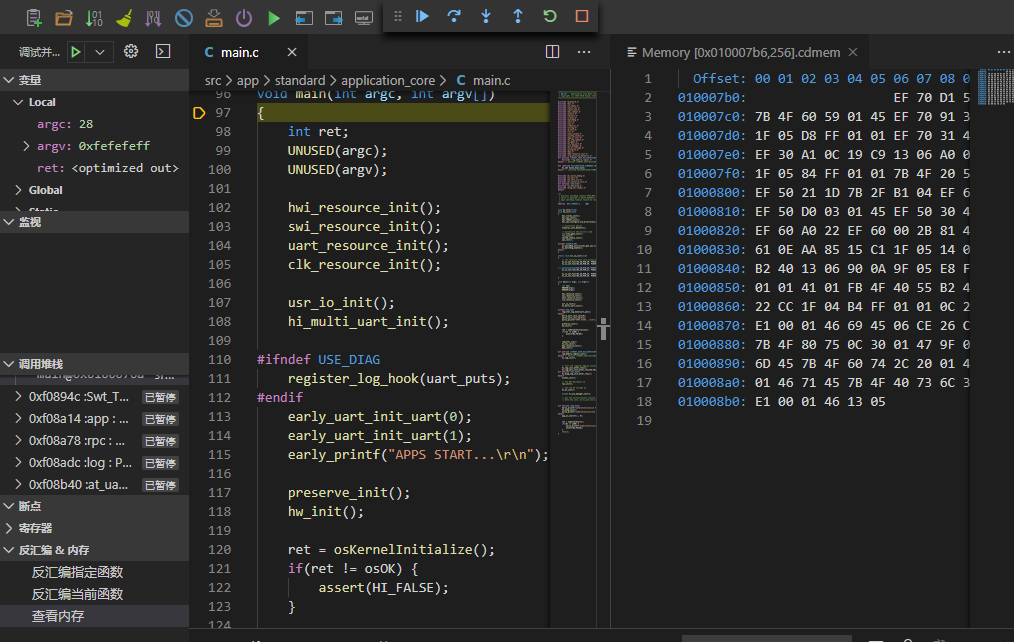 调试并...
变量
Local
argc: 28
argv: 0xfefefeff
ret: <optimized out>
Global
监视
调用堆栈
0xf0894c :Swt_T... 已暂停
0xf08a14 :app : ... 已暂停
0xf08a78 :rpc : ... 已暂停
0xf08adc :log : P... 已暂停
0xf08b40 :at_ua... 已暂停
断点
寄存器
反汇编 & 内存
反汇编指定函数
反汇编当前函数
查看内存
C main.c
src > app > standard > application_core > C main.c
96 void main(int argc, int argv[])
97 {
98 int ret;
99 UNUSED(argc);
100 UNUSED(argv);
101
102 hwi_resource_init();
103 swi_resource_init();
104 uart_resource_init();
105 clk_resource_init();
106
107 usr_io_init();
108 hi_multi_uart_init();
109
110 #ifndef USE_DIAG
111 register_log_hook(uart_puts);
112 #endif
113 early_uart_init_uart(0);
114 early_uart_init_uart(1);
115 early_printf("APPS START...\r\n");
116
117 preserve_init();
118 hw_init();
119
120 ret = osKernelInitialize();
121 if(ret != osOK) {
122 assert(HI_FALSE);
123 }
124
Memory [0x010007b6,256].cdmem
1 Offset: 00 01 02 03 04 05 06 07 08 0
2 010007b0: EF 70 D1 5
3 010007c0: 7B 4F 60 59 01 45 EF 70 91 3
4 010007d0: 1F 05 D8 FF 01 01 EF 70 31 4
5 010007e0: EF 30 A1 0C 19 C9 13 06 A0 0
6 010007f0: 1F 05 84 FF 01 01 7B 4F 20 5
7 01000800: EF 50 21 1D 7B 2F B1 04 EF 6
8 01000810: EF 50 D0 03 01 45 EF 50 30 4
9 01000820: EF 60 A0 22 EF 60 00 2B 81 4
10 01000830: 61 0E AA 85 15 C1 1F 05 14 0
11 01000840: B2 40 13 06 90 0A 9F 05 E8 F
12 01000850: 01 01 41 01 FB 4F 40 55 B2 4
13 01000860: 22 CC 1F 04 B4 FF 01 01 0C 2
14 01000870: E1 00 01 46 69 45 06 CE 26 C
15 01000880: 7B 4F 80 75 0C 30 01 47 9F 0
16 01000890: 6D 45 7B 4F 60 74 2C 20 01 4
17 010008a0: 01 46 71 45 7B 4F 40 73 6C 3
18 010008b0: E1 00 01 46 13 05
19